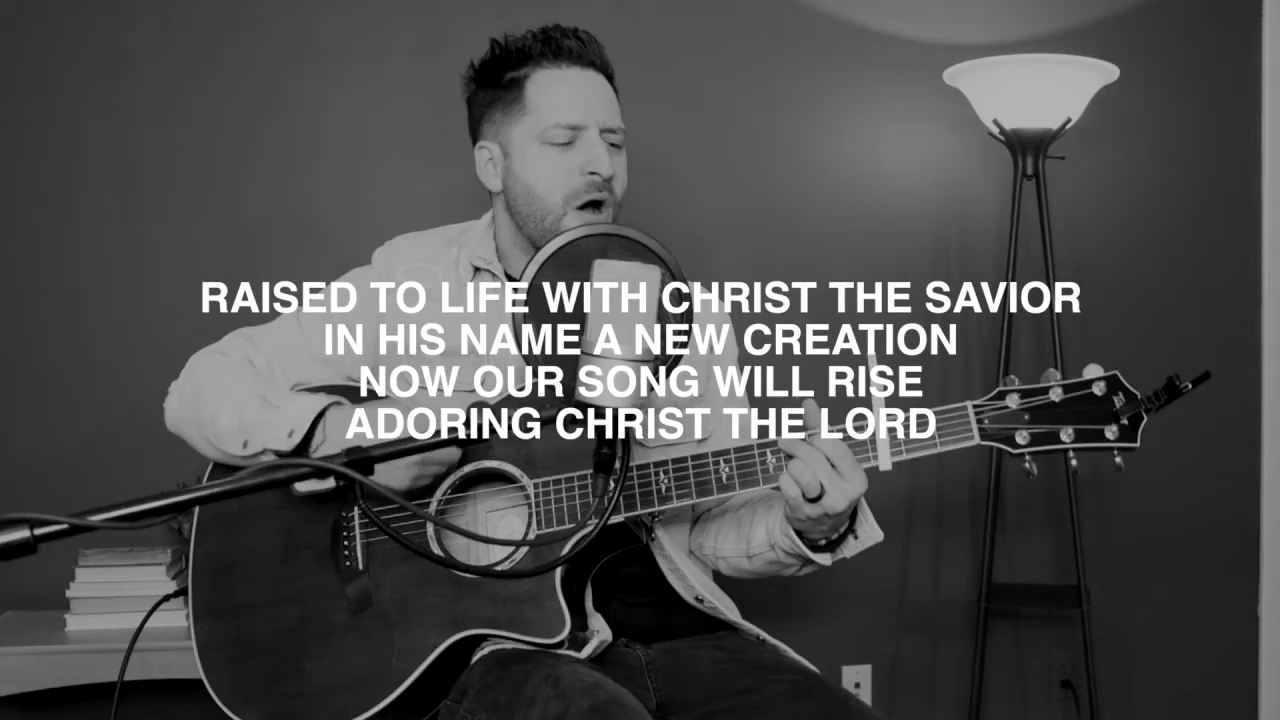 RAISED TO LIFE WITH CHRIST THE SAVIOR
IN HIS NAME A NEW CREATION
NOW OUR SONG WILL RISE
ADORING CHRIST THE LORD